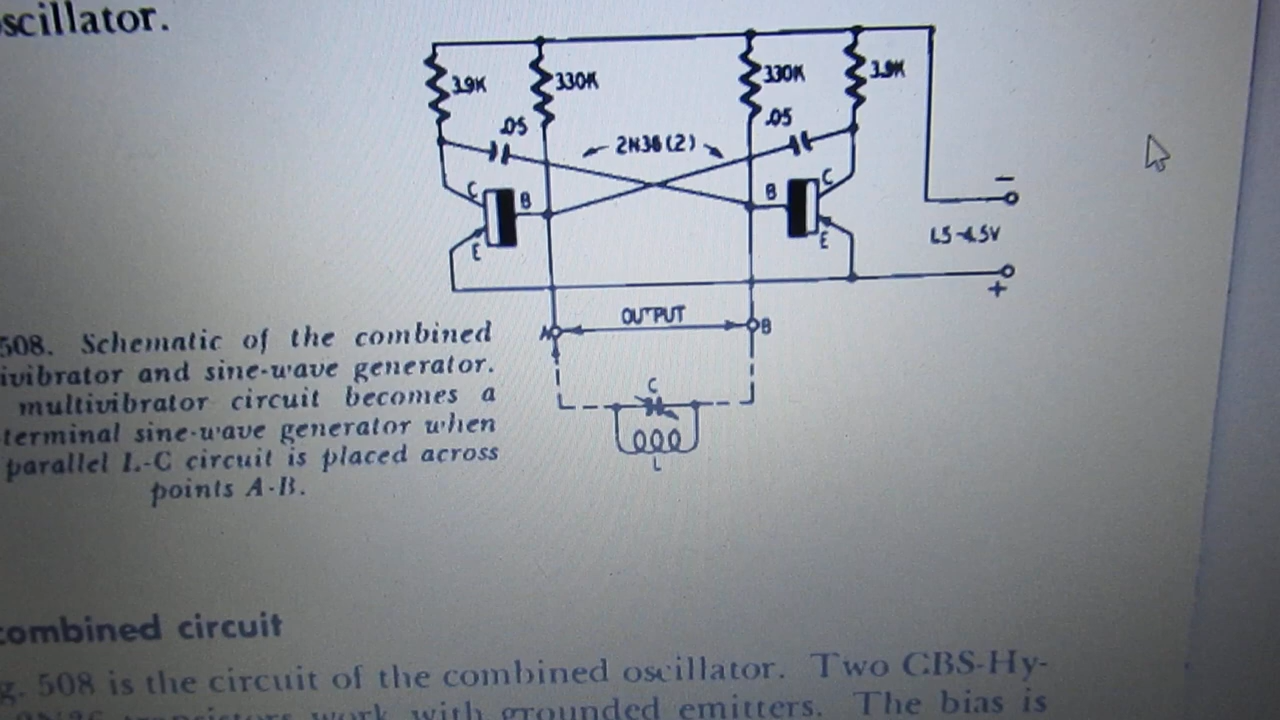 scillator.
3.9K 330K 330K 3.9K
.05 .05
2N36 (2)
C B B C
E E
−
1.5-4.5V
+
A OUTPUT B
C
L
508. Schematic of the combined
ivibrator and sine-wave generator.
multivibrator circuit becomes a
terminal sine-wave generator when
parallel L-C circuit is placed across
points A-B.
combined circuit
g. 508 is the circuit of the combined oscillator. Two CBS-Hy-
transistors work with grounded emitters. The bias is